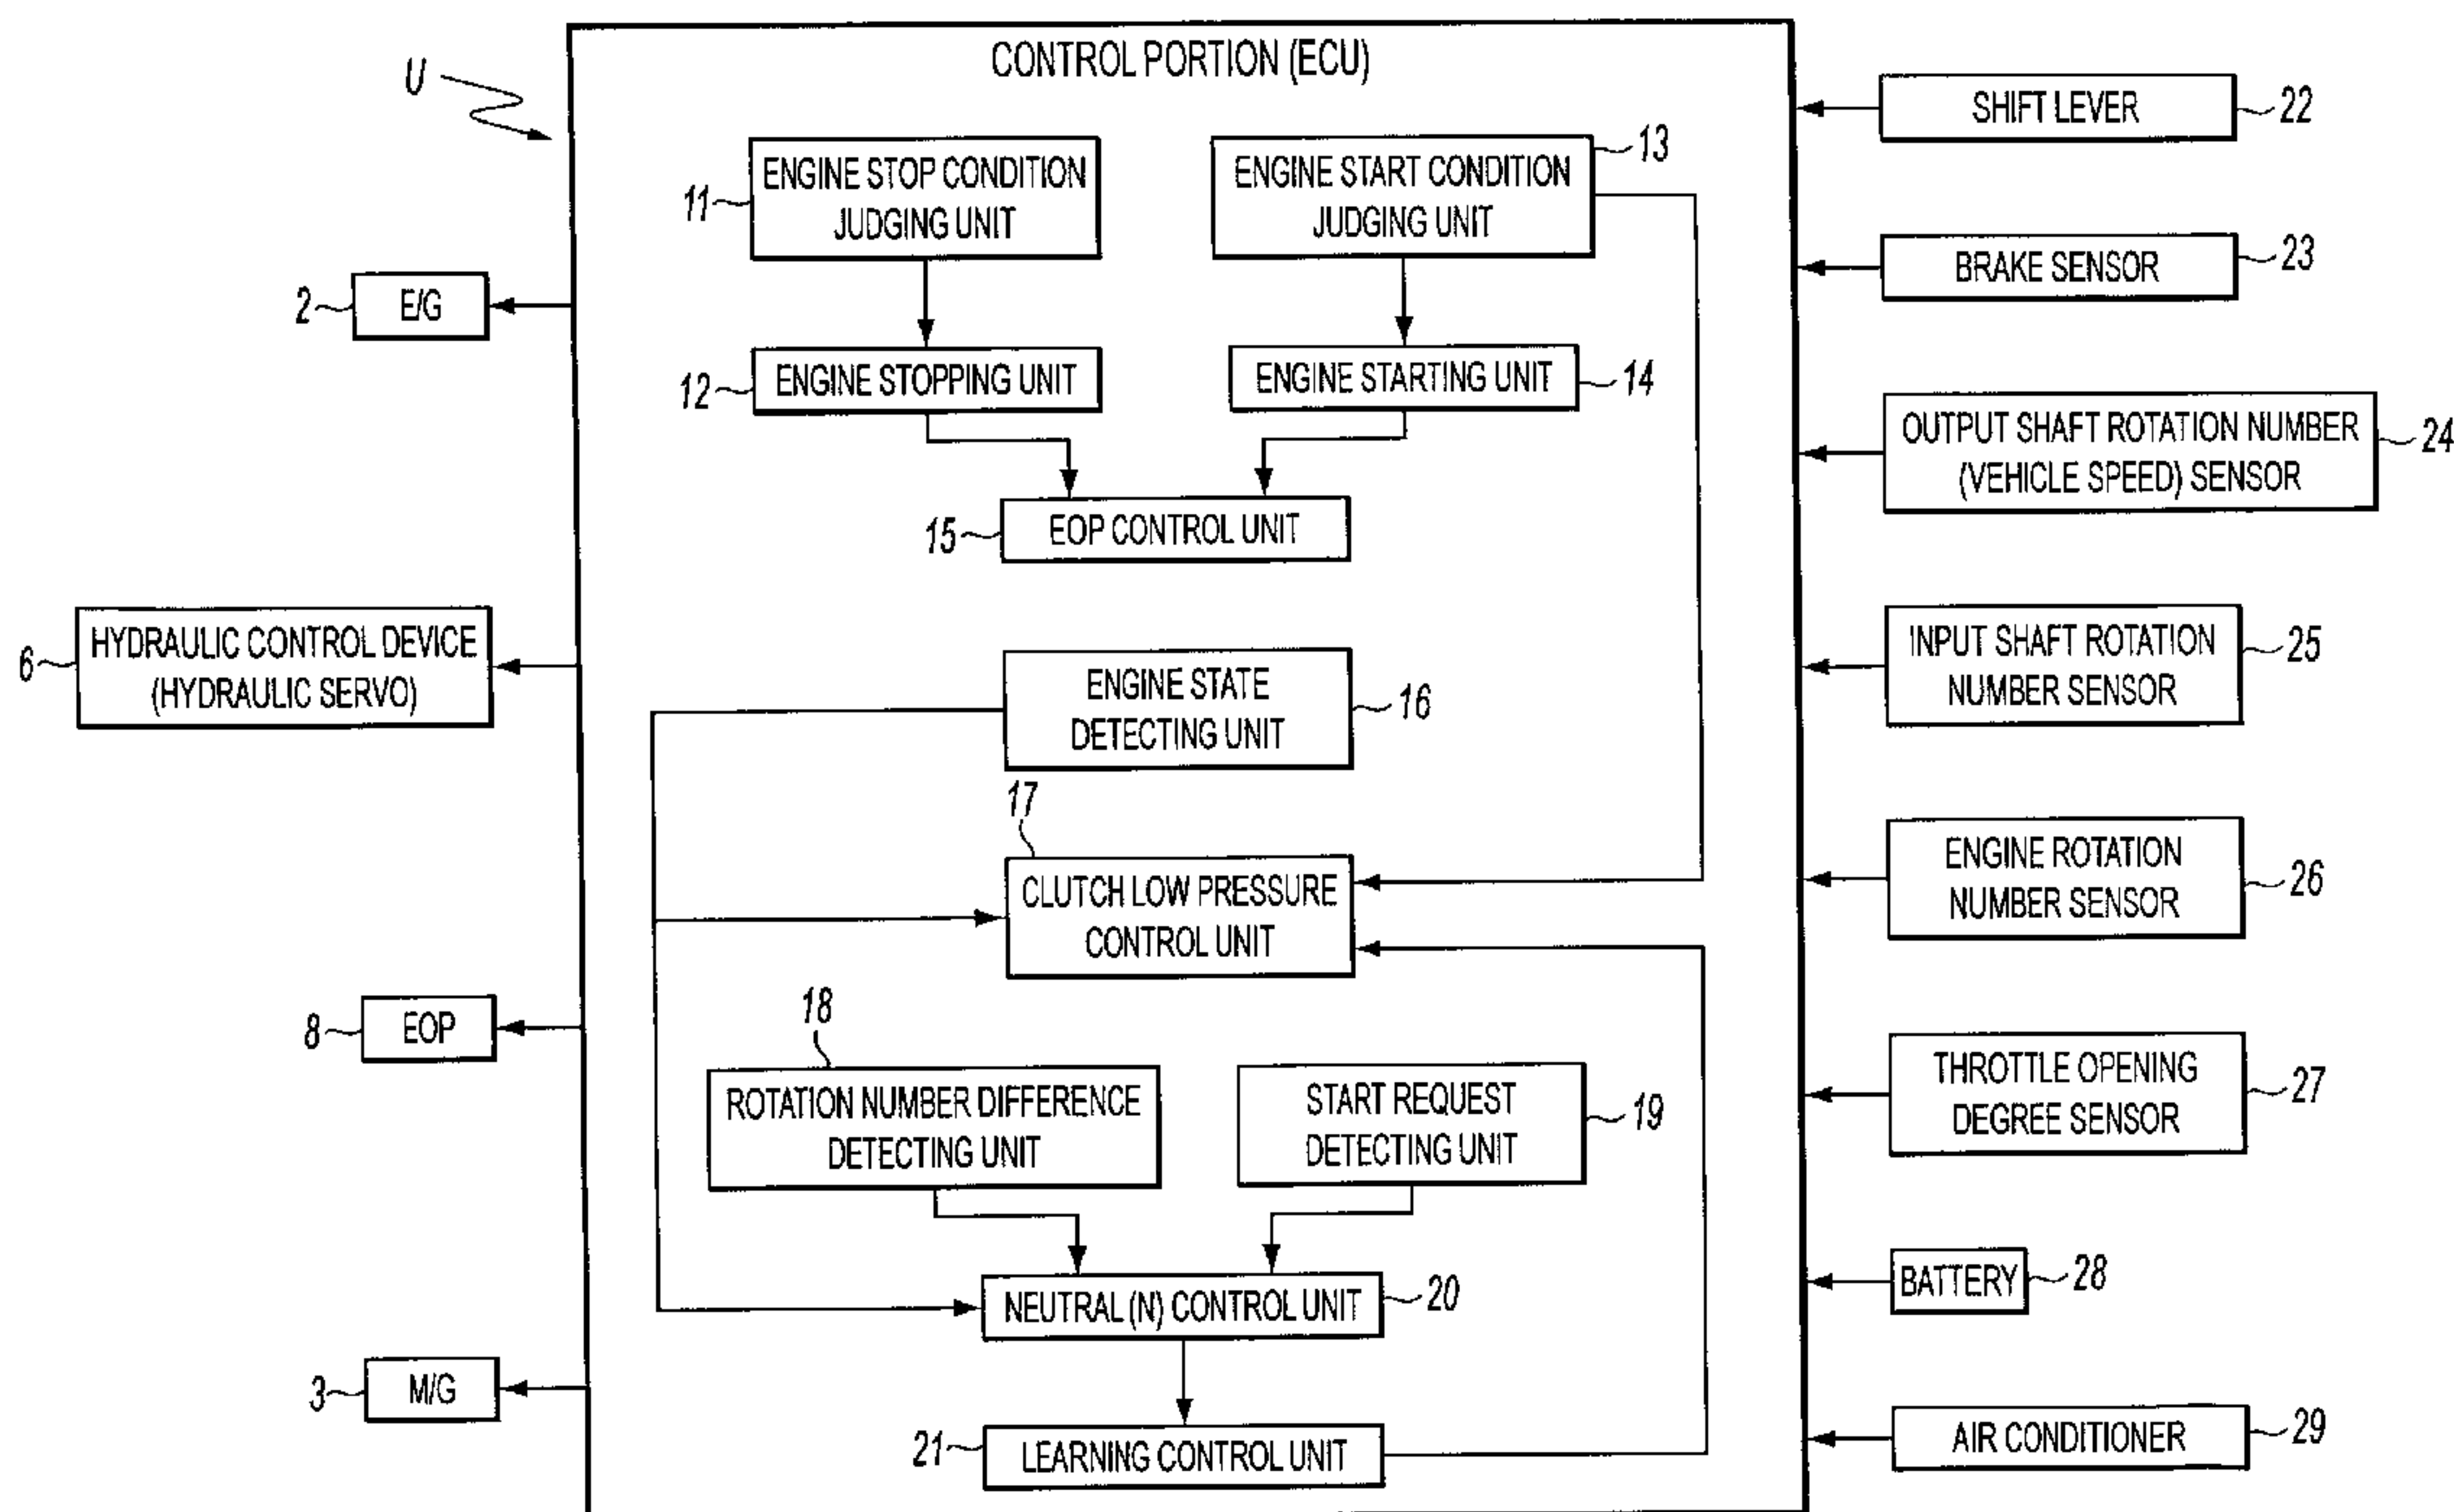 CONTROL PORTION (ECU)
U
ENGINE STOP CONDITION
JUDGING UNIT
11
ENGINE START CONDITION
JUDGING UNIT
13
12
ENGINE STOPPING UNIT
ENGINE STARTING UNIT
14
15
EOP CONTROL UNIT
ENGINE STATE
DETECTING UNIT
16
17
CLUTCH LOW PRESSURE
CONTROL UNIT
18
ROTATION NUMBER DIFFERENCE
DETECTING UNIT
START REQUEST
DETECTING UNIT
19
NEUTRAL (N) CONTROL UNIT
20
21
LEARNING CONTROL UNIT
2
E/G
6
HYDRAULIC CONTROL DEVICE
(HYDRAULIC SERVO)
8
EOP
3
M/G
SHIFT LEVER
22
BRAKE SENSOR
23
OUTPUT SHAFT ROTATION NUMBER
(VEHICLE SPEED) SENSOR
24
INPUT SHAFT ROTATION
NUMBER SENSOR
25
ENGINE ROTATION
NUMBER SENSOR
26
THROTTLE OPENING
DEGREE SENSOR
27
BATTERY
28
AIR CONDITIONER
29